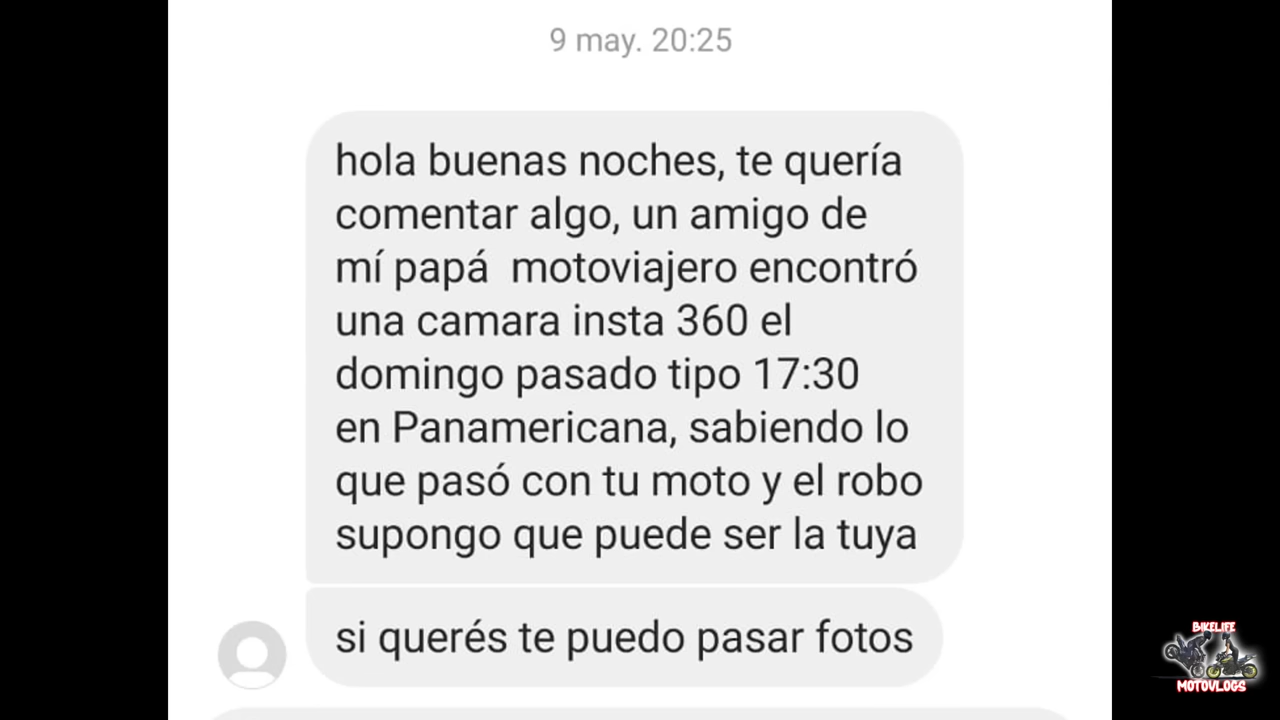 9 may. 20:25
hola buenas noches, te quería
comentar algo, un amigo de
mí papá  motoviajero encontró
una camara insta 360 el
domingo pasado tipo 17:30
en Panamericana, sabiendo lo
que pasó con tu moto y el robo
supongo que puede ser la tuya
si querés te puedo pasar fotos
BIKELIFE
MOTOVLOGS